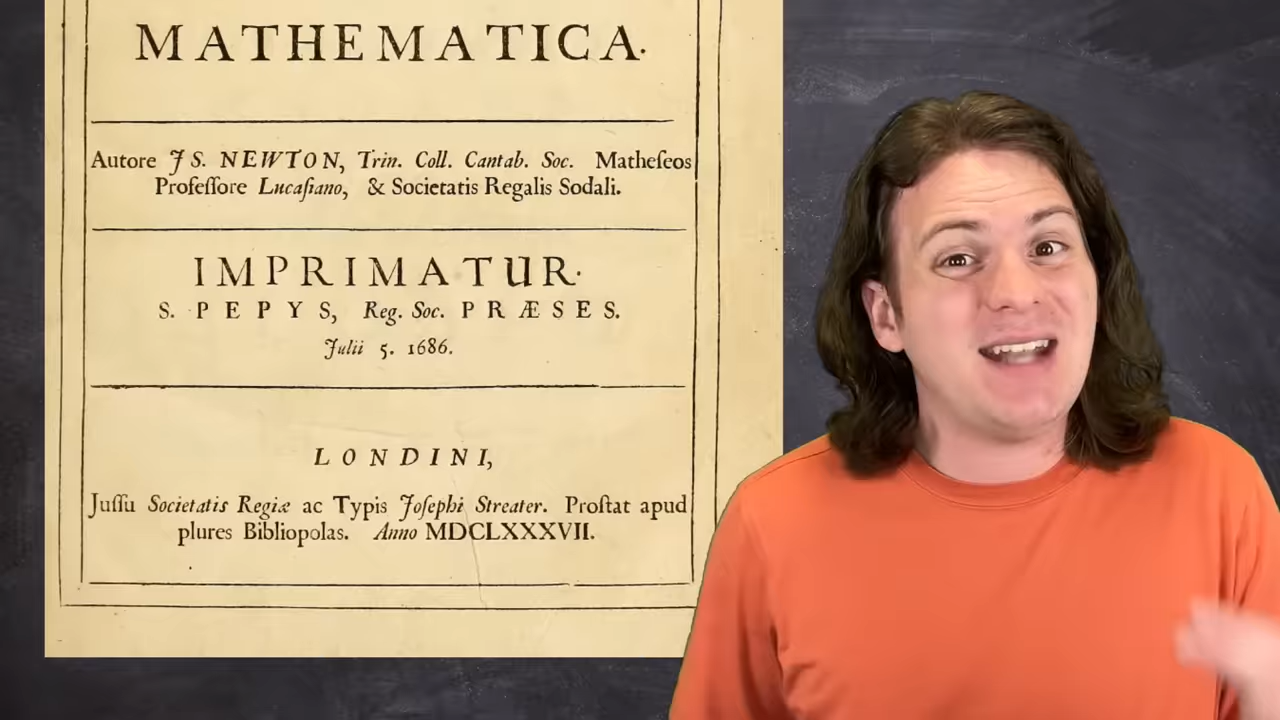 MATHEMATICA.
Autore JS. NEWTON, Trin. Coll. Cantab. Soc. Matheſeos
Profeſſore Lucaſiano, & Societatis Regalis Sodali.
IMPRIMATUR.
S. PEPYS, Reg. Soc. PRÆSES.
Julii 5. 1686.
LONDINI,
Juſſu Societatis Regiæ ac Typis Joſephi Streater. Proſtat apud
plures Bibliopolas. Anno MDCLXXXVII.